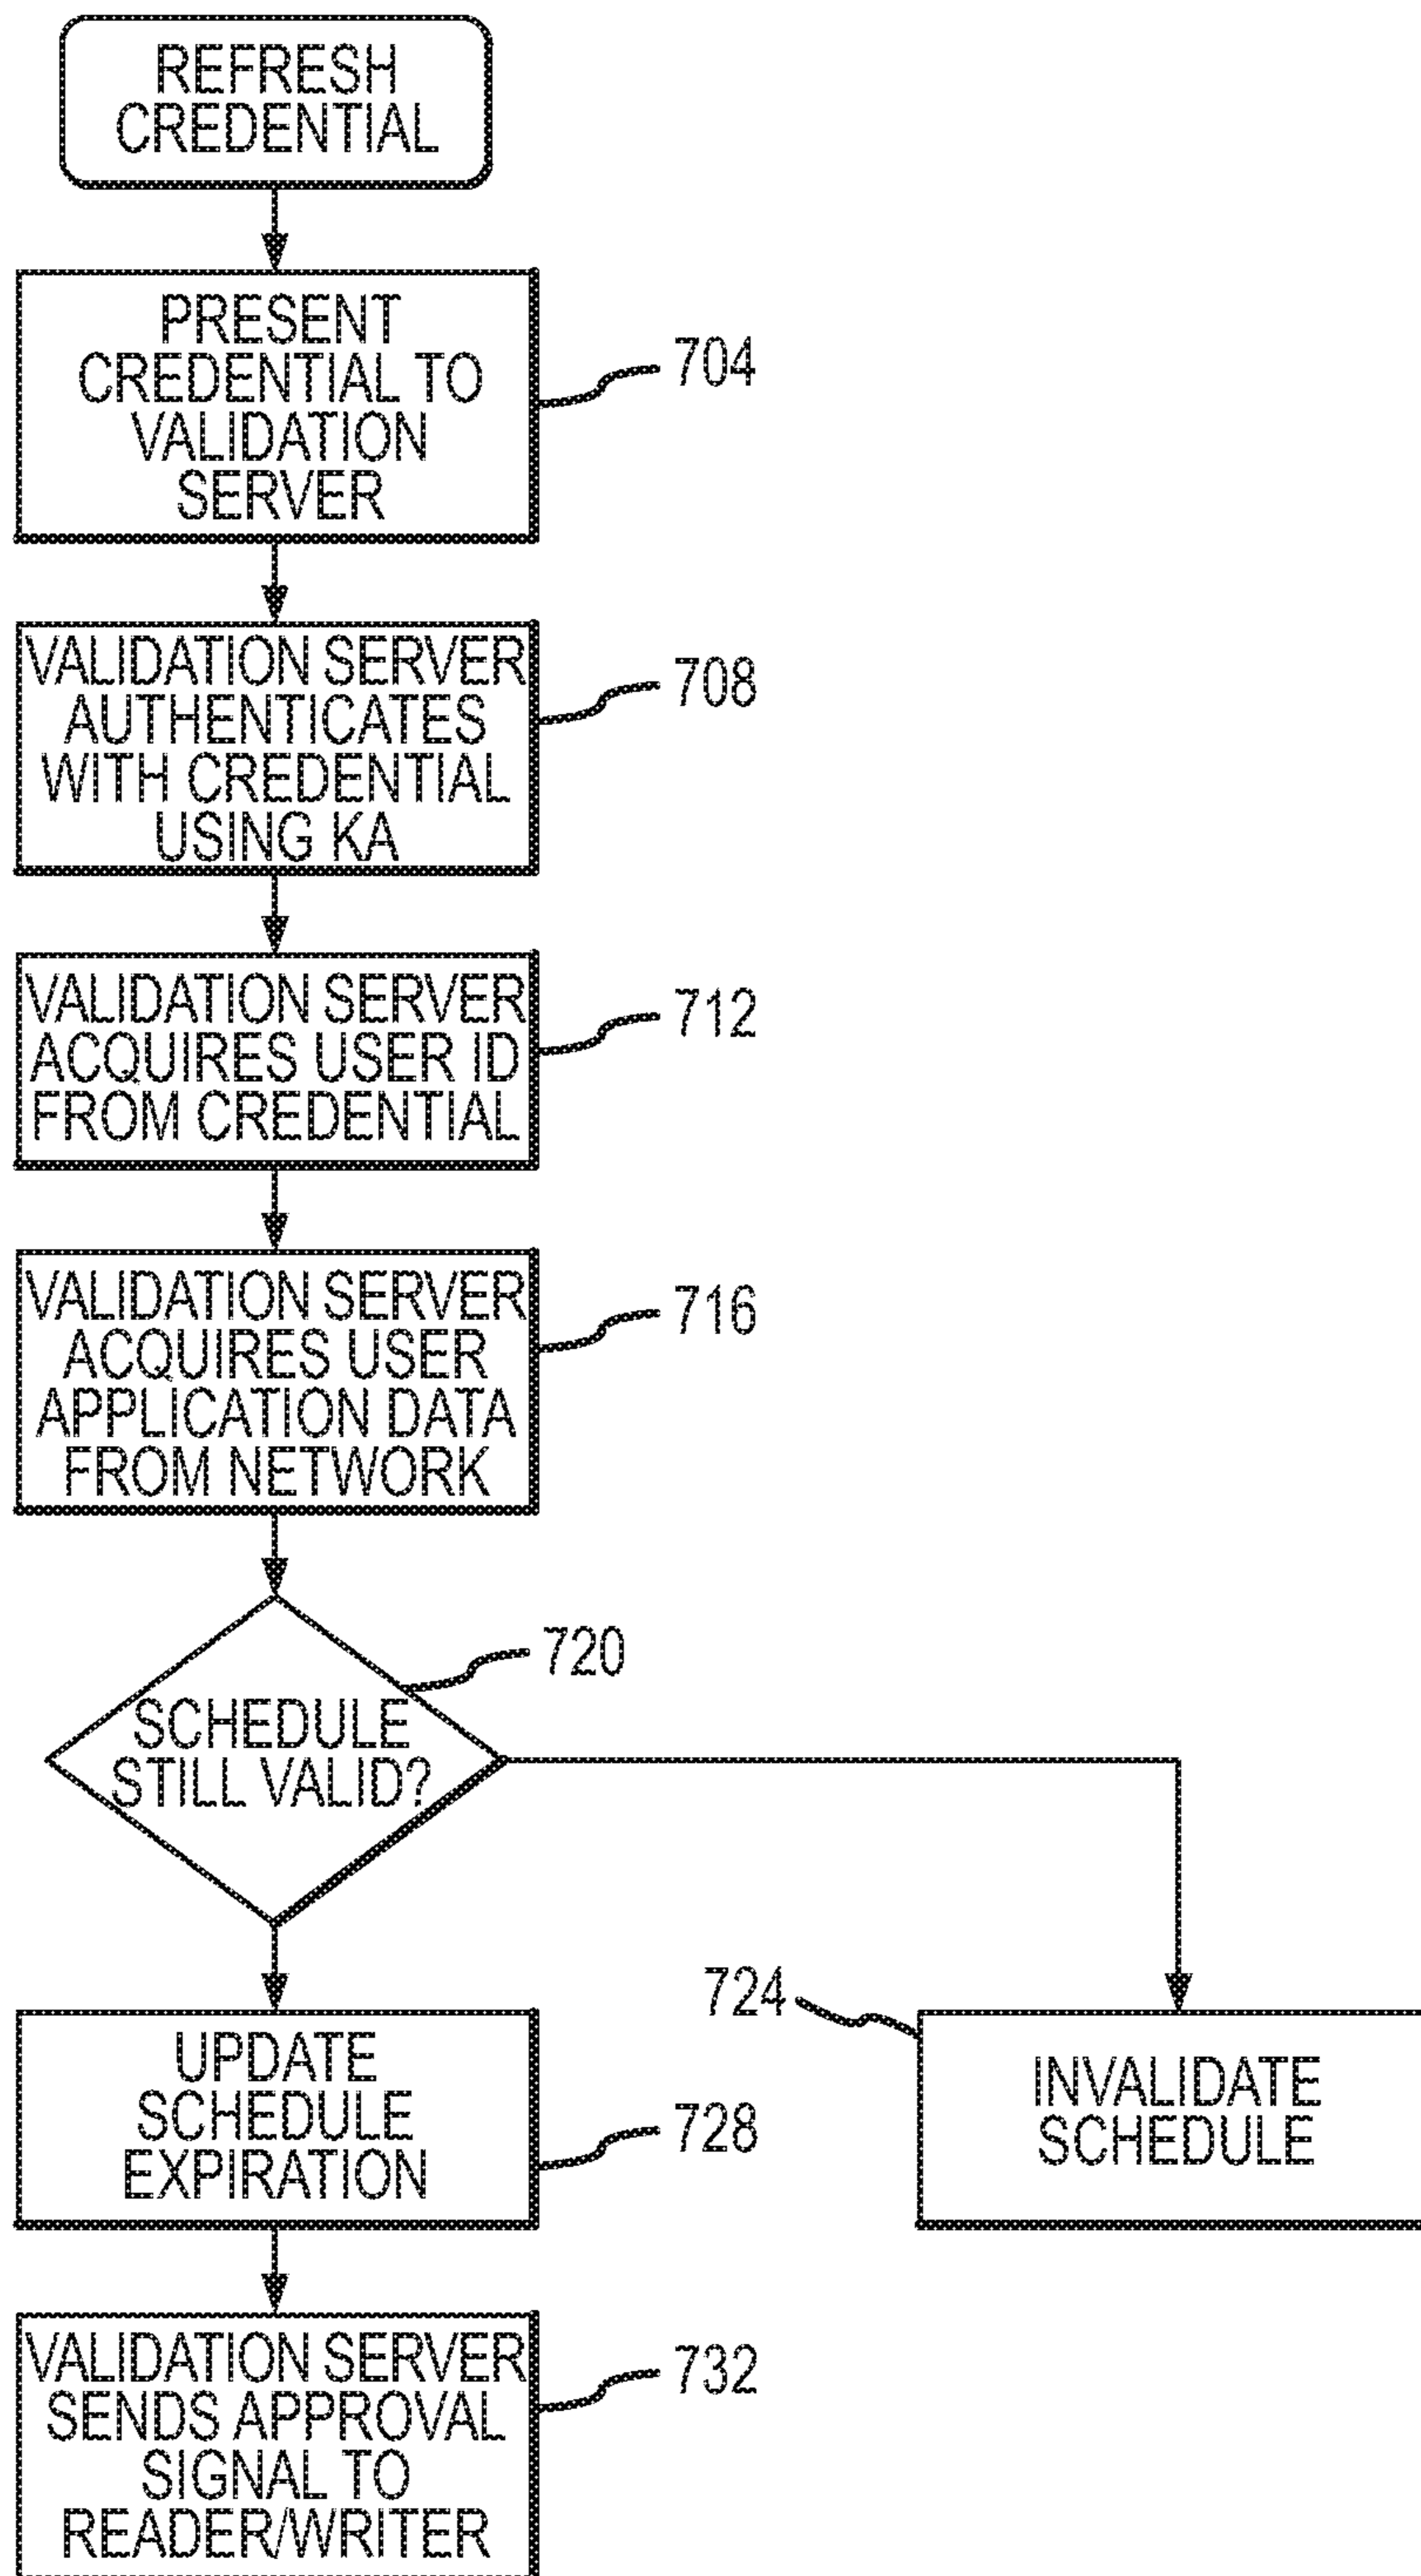 REFRESH
CREDENTIAL
PRESENT
CREDENTIAL TO
VALIDATION
SERVER
704
VALIDATION SERVER
AUTHENTICATES
WITH CREDENTIAL
USING KA
708
VALIDATION SERVER
ACQUIRES USER ID
FROM CREDENTIAL
712
VALIDATION SERVER
ACQUIRES USER
APPLICATION DATA
FROM NETWORK
716
SCHEDULE
STILL VALID?
720
724
INVALIDATE
SCHEDULE
UPDATE
SCHEDULE
EXPIRATION
728
VALIDATION SERVER
SENDS APPROVAL
SIGNAL TO
READER/WRITER
732